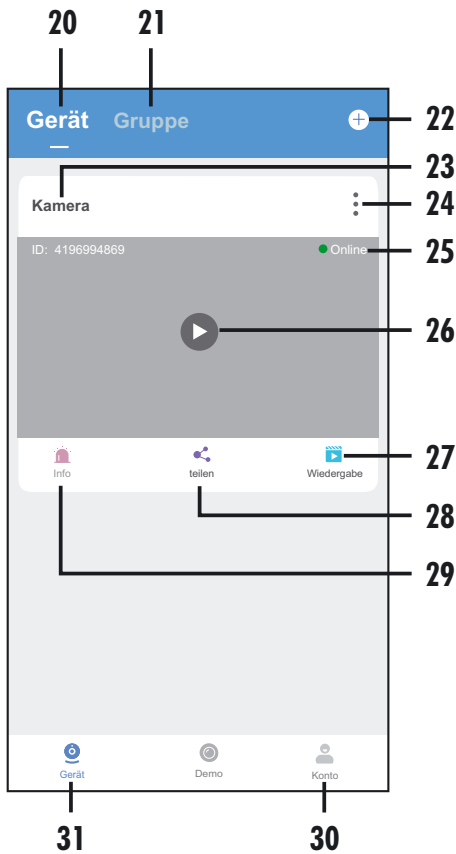 20 21
Gerät Gruppe
22
23
Kamera
24
ID: 4196994869 Online
25
26
27
Info teilen Wiedergabe
28
29
Gerät Demo Konto
31 30